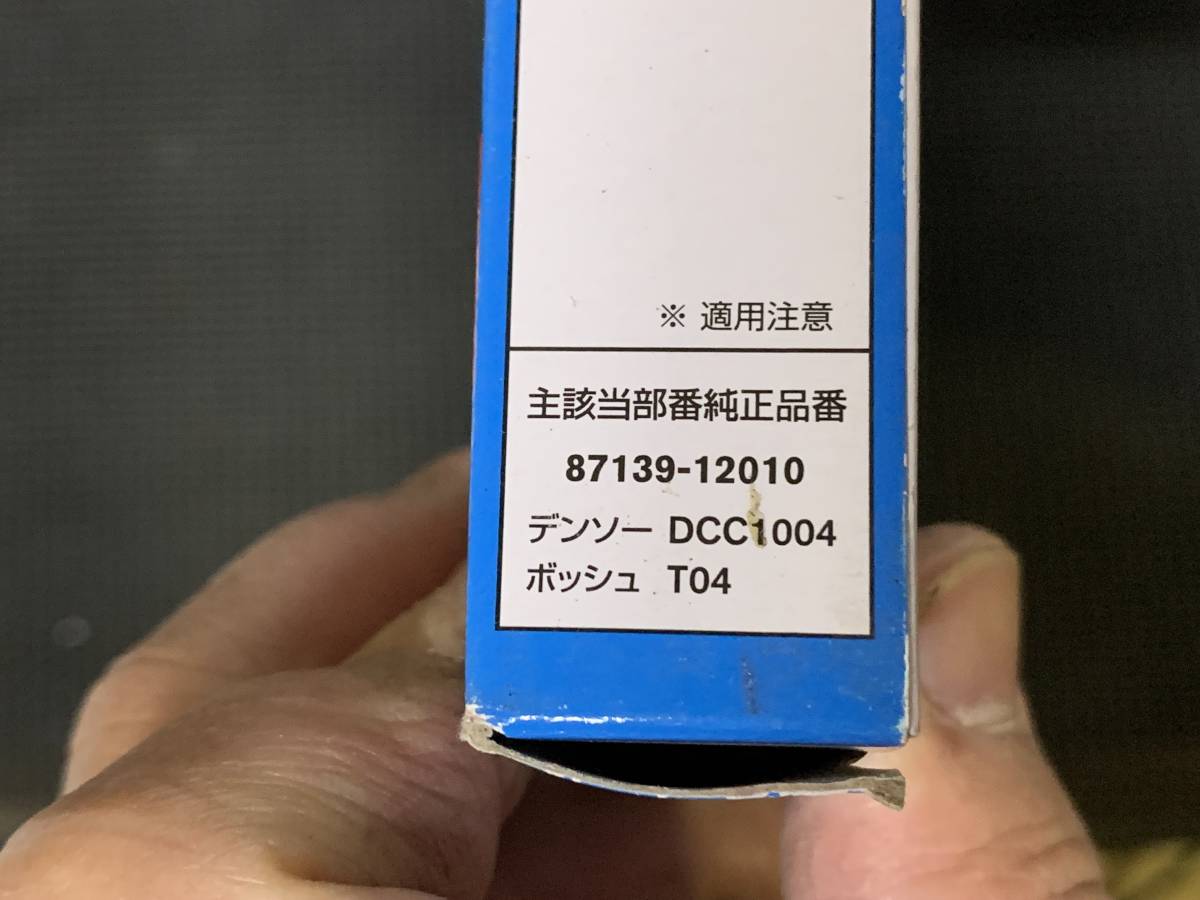 ※ 適用注意
主該当部番純正品番
87139-12010
デンソー DCC1004
ボッシュ T04